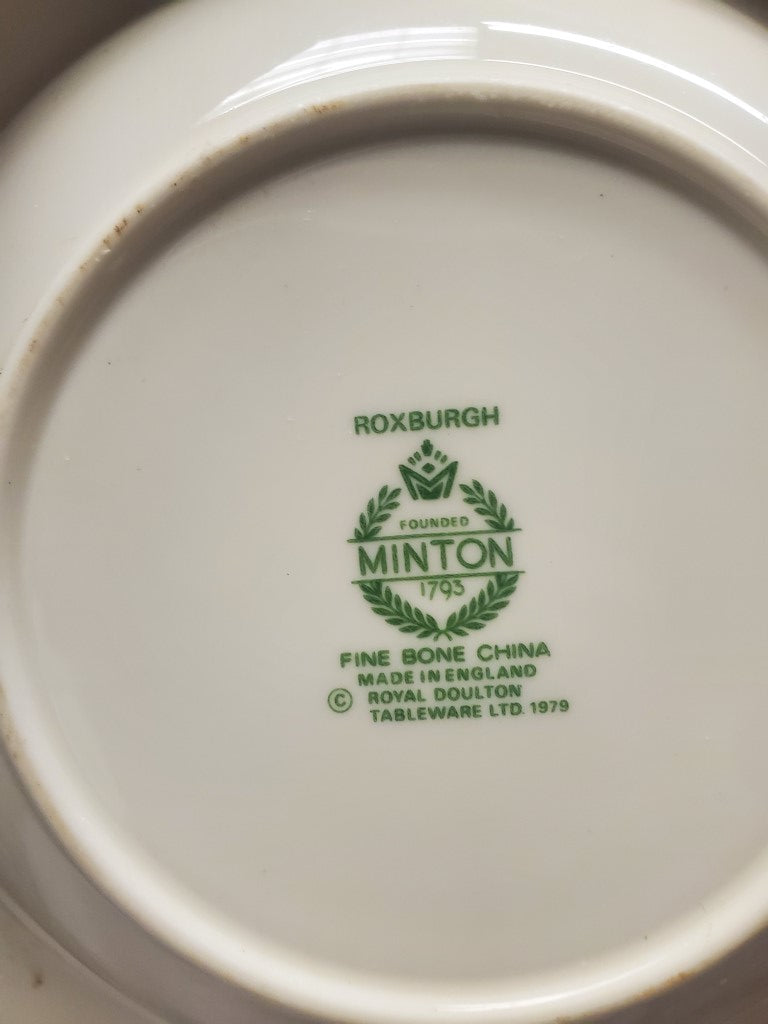 ROXBURGH
FOUNDED
MINTON
1793
FINE BONE CHINA
MADE IN ENGLAND
© ROYAL DOULTON
TABLEWARE LTD. 1979